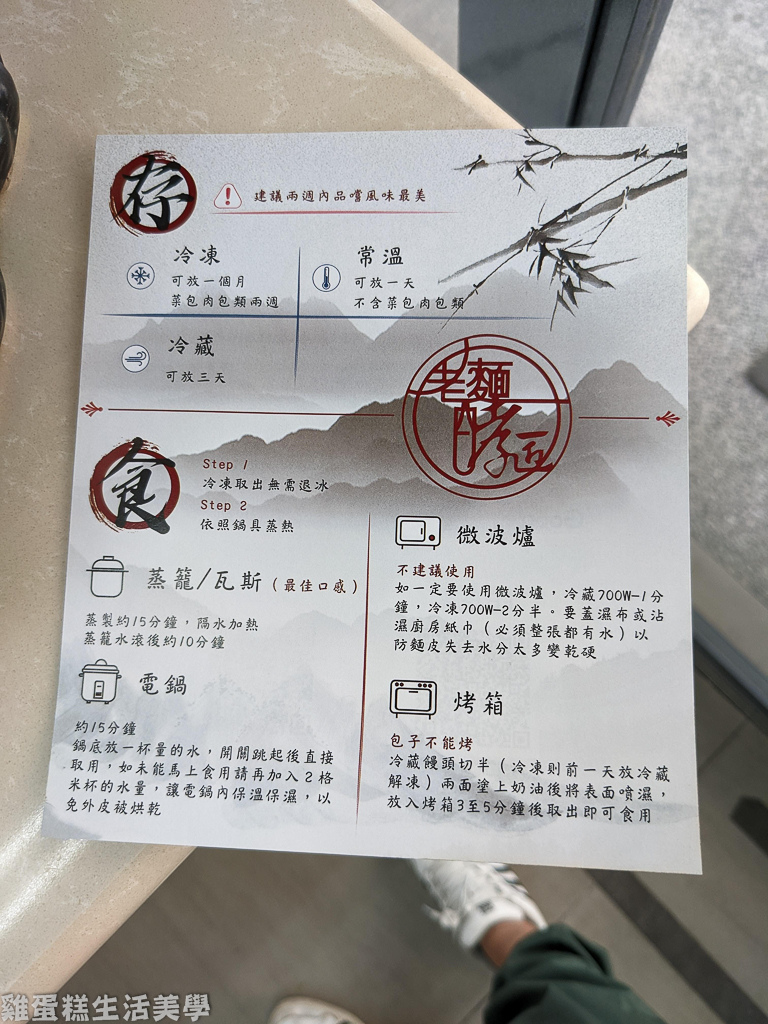 存
建議兩週內品嚐風味最美
冷凍
可放一個月
菜包肉包類兩週
常溫
可放一天
不含菜包肉包類
冷藏
可放三天
老麵
食
Step 1
冷凍取出無需退冰
Step 2
依照鍋具蒸熱
蒸籠/瓦斯(最佳口感)
蒸製約15分鐘,隔水加熱
蒸籠水滾後約10分鐘
電鍋
約15分鐘
鍋底放一杯量的水,開關跳起後直接
取用,如未能馬上食用請再加入2格
米杯的水量,讓電鍋內保溫保濕,以
免外皮被烘乾
微波爐
不建議使用
如一定要使用微波爐,冷藏700W-1分
鐘,冷凍700W-2分半。要蓋濕布或沾
濕廚房紙巾(必須整張都有水)以
防麵皮失去水分太多變乾硬
烤箱
包子不能烤
冷藏饅頭切半(冷凍則前一天放冷藏
解凍)兩面塗上奶油後將表面噴濕,
放入烤箱3至5分鐘後取出即可食用
雞蛋糕生活美學